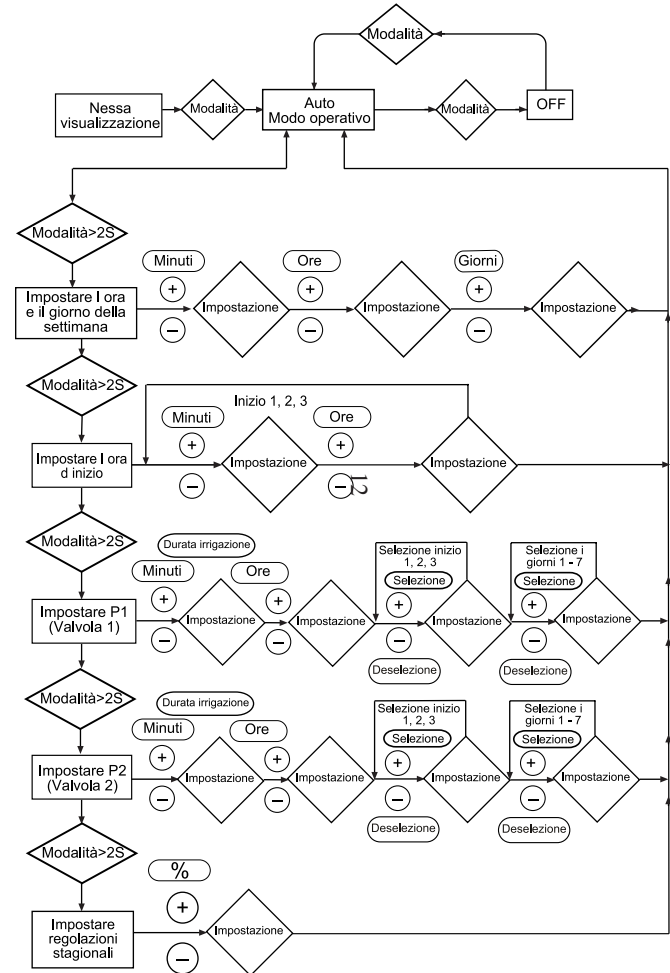 Modalità
Nessa
visualizzazione
Modalità
Auto
Modo operativo
Modalità
OFF
Modalità>2S
Minuti
Ore
Giorni
+
+
+
Impostare I ora
e il giorno della
settimana
Impostazione
Impostazione
Impostazione
−
−
−
Modalità>2S
Inizio 1, 2, 3
Minuti
Ore
+
+
Impostare I ora
d inizio
Impostazione
Impostazione
−
−
12
Modalità>2S
Durata irrigazione
Minuti
Ore
Selezione inizio
1, 2, 3
Selezione
Selezione i
giorni 1 - 7
Selezione
+
+
+
+
Impostare P1
(Valvola 1)
Impostazione
Impostazione
Impostazione
Impostazione
−
−
−
−
Deselezione
Deselezione
Modalità>2S
Durata irrigazione
Minuti
Ore
Selezione inizio
1, 2, 3
Selezione
Selezione i
giorni 1 - 7
Selezione
+
+
+
+
Impostare P2
(Valvola 2)
Impostazione
Impostazione
Impostazione
Impostazione
−
−
−
−
Deselezione
Deselezione
Modalità>2S
%
+
Impostare
regolazioni
stagionali
Impostazione
−